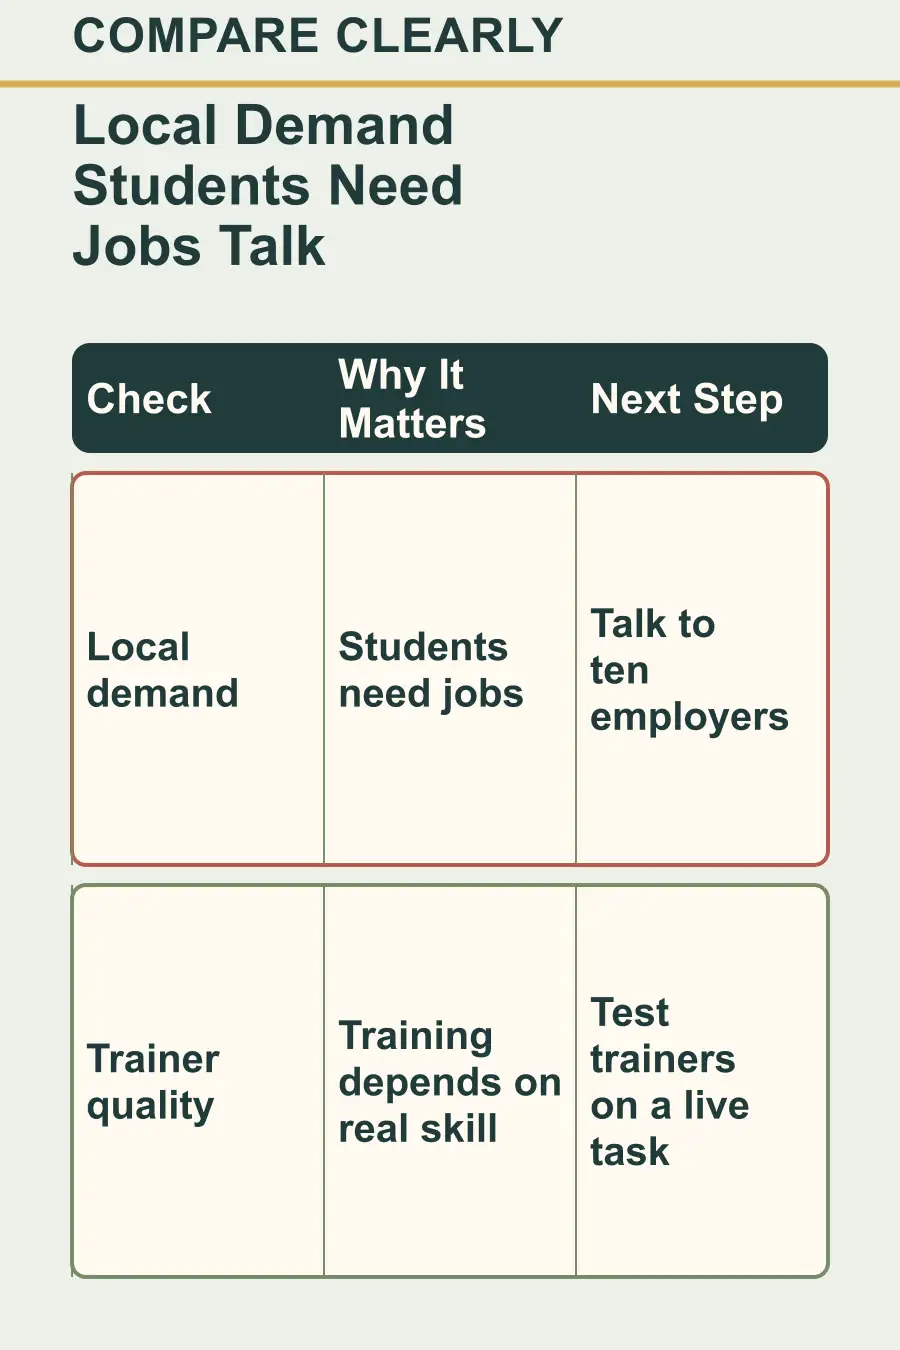 COMPARE CLEARLY
Local Demand
Students Need
Jobs Talk
Check
Why It
Matters
Next Step
Local
demand
Students
need jobs
Talk to
ten
employers
Trainer
quality
Training
depends on
real skill
Test
trainers
on a live
task